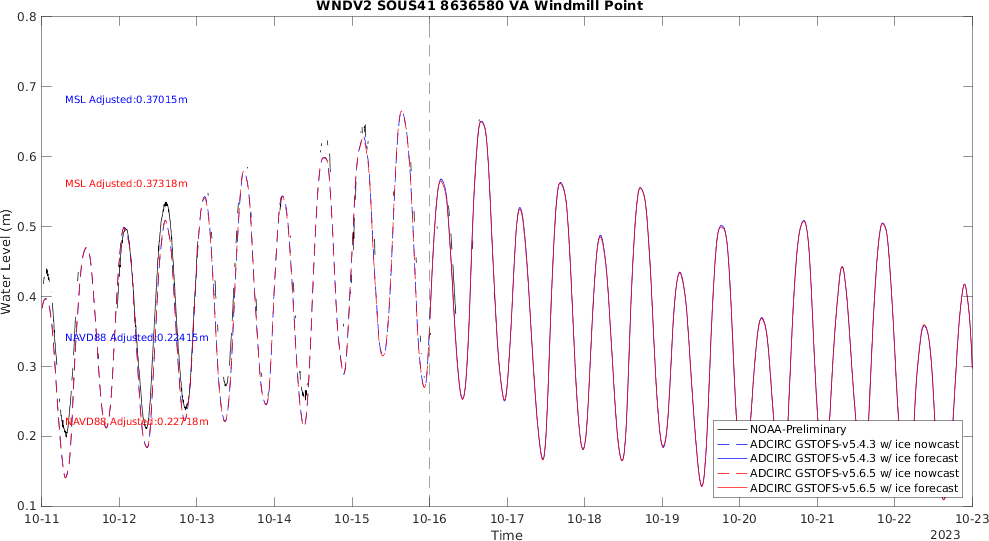 WNDV2 SOUS41 8636580 VA Windmill Point
0.8
0.7
0.6
0.5
0.4
0.3
0.2
0.1
Water Level (m)
MSL Adjusted:0.37015m
MSL Adjusted:0.37318m
NAVD88 Adjusted:0.22415m
NAVD88 Adjusted:0.22718m
NOAA-Preliminary
ADCIRC GSTOFS-v5.4.3 w/ ice nowcast
ADCIRC GSTOFS-v5.4.3 w/ ice forecast
ADCIRC GSTOFS-v5.6.5 w/ ice nowcast
ADCIRC GSTOFS-v5.6.5 w/ ice forecast
10-11 10-12 10-13 10-14 10-15 10-16 10-17 10-18 10-19 10-20 10-21 10-22 10-23
Time
2023